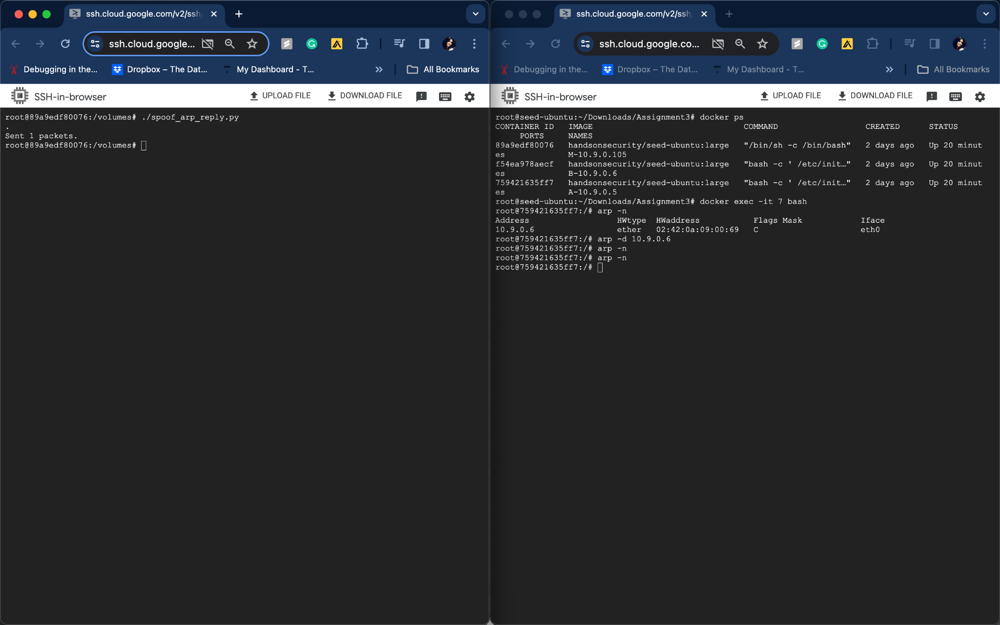 ssh.cloud.google.com/v2/ssh
ssh.cloud.google...
Debugging in the...
Dropbox – The Dat...
My Dashboard - T...
All Bookmarks
SSH-in-browser
UPLOAD FILE
DOWNLOAD FILE
root@89a9edf80076:/volumes# ./spoof_arp_reply.py
.
Sent 1 packets.
root@89a9edf80076:/volumes#
ssh.cloud.google.com/v2/ssh/
ssh.cloud.google.co...
Debugging in the...
Dropbox – The Dat...
My Dashboard - T...
All Bookmarks
SSH-in-browser
UPLOAD FILE
DOWNLOAD FILE
root@seed-ubuntu:~/Downloads/Assignment3# docker ps
CONTAINER ID   IMAGE                               COMMAND                  CREATED      STATUS
     PORTS     NAMES
89a9edf80076   handsonsecurity/seed-ubuntu:large   "/bin/sh -c /bin/bash"   2 days ago   Up 20 minut
es             M-10.9.0.105
f54ea978aecf   handsonsecurity/seed-ubuntu:large   "bash -c ' /etc/init…"   2 days ago   Up 20 minut
es             B-10.9.0.6
759421635ff7   handsonsecurity/seed-ubuntu:large   "bash -c ' /etc/init…"   2 days ago   Up 20 minut
es             A-10.9.0.5
root@seed-ubuntu:~/Downloads/Assignment3# docker exec -it 7 bash
root@759421635ff7:/# arp -n
Address                  HWtype  HWaddress           Flags Mask            Iface
10.9.0.6                 ether   02:42:0a:09:00:69   C                     eth0
root@759421635ff7:/# arp -d 10.9.0.6
root@759421635ff7:/# arp -n
root@759421635ff7:/# arp -n
root@759421635ff7:/#